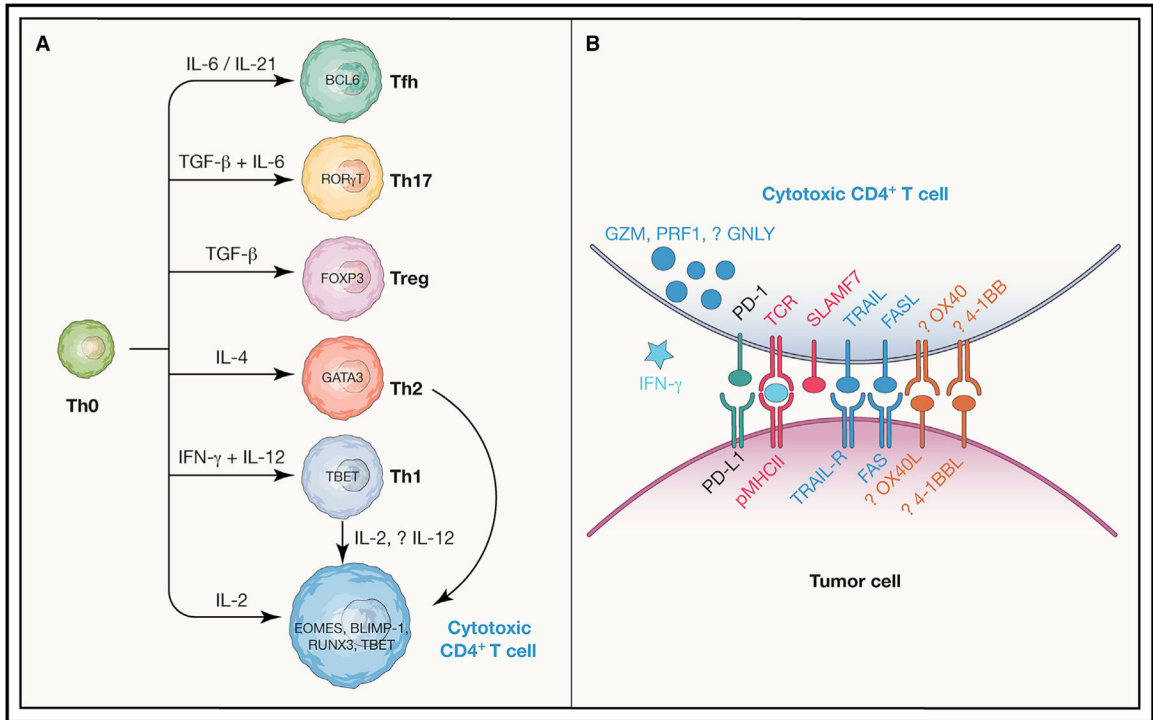 A
IL-6 / IL-21
BCL6
Tfh
TGF-β + IL-6
RORγT
Th17
TGF-β
FOXP3
Treg
Th0
IL-4
GATA3
Th2
IFN-γ + IL-12
TBET
Th1
IL-2, ? IL-12
IL-2
EOMES, BLIMP-1,
RUNX3, TBET
Cytotoxic
CD4⁺ T cell
B
Cytotoxic CD4⁺ T cell
GZM, PRF1, ? GNLY
PD-1
TCR
SLAMF7
TRAIL
FASL
? OX40
? 4-1BB
IFN-γ
PD-L1
pMHCII
TRAIL-R
FAS
? OX40L
? 4-1BBL
Tumor cell